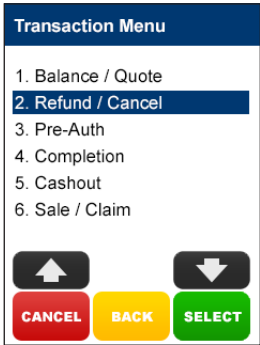 Transaction Menu
1. Balance / Quote
2. Refund / Cancel
3. Pre-Auth
4. Completion
5. Cashout
6. Sale / Claim
CANCEL BACK SELECT